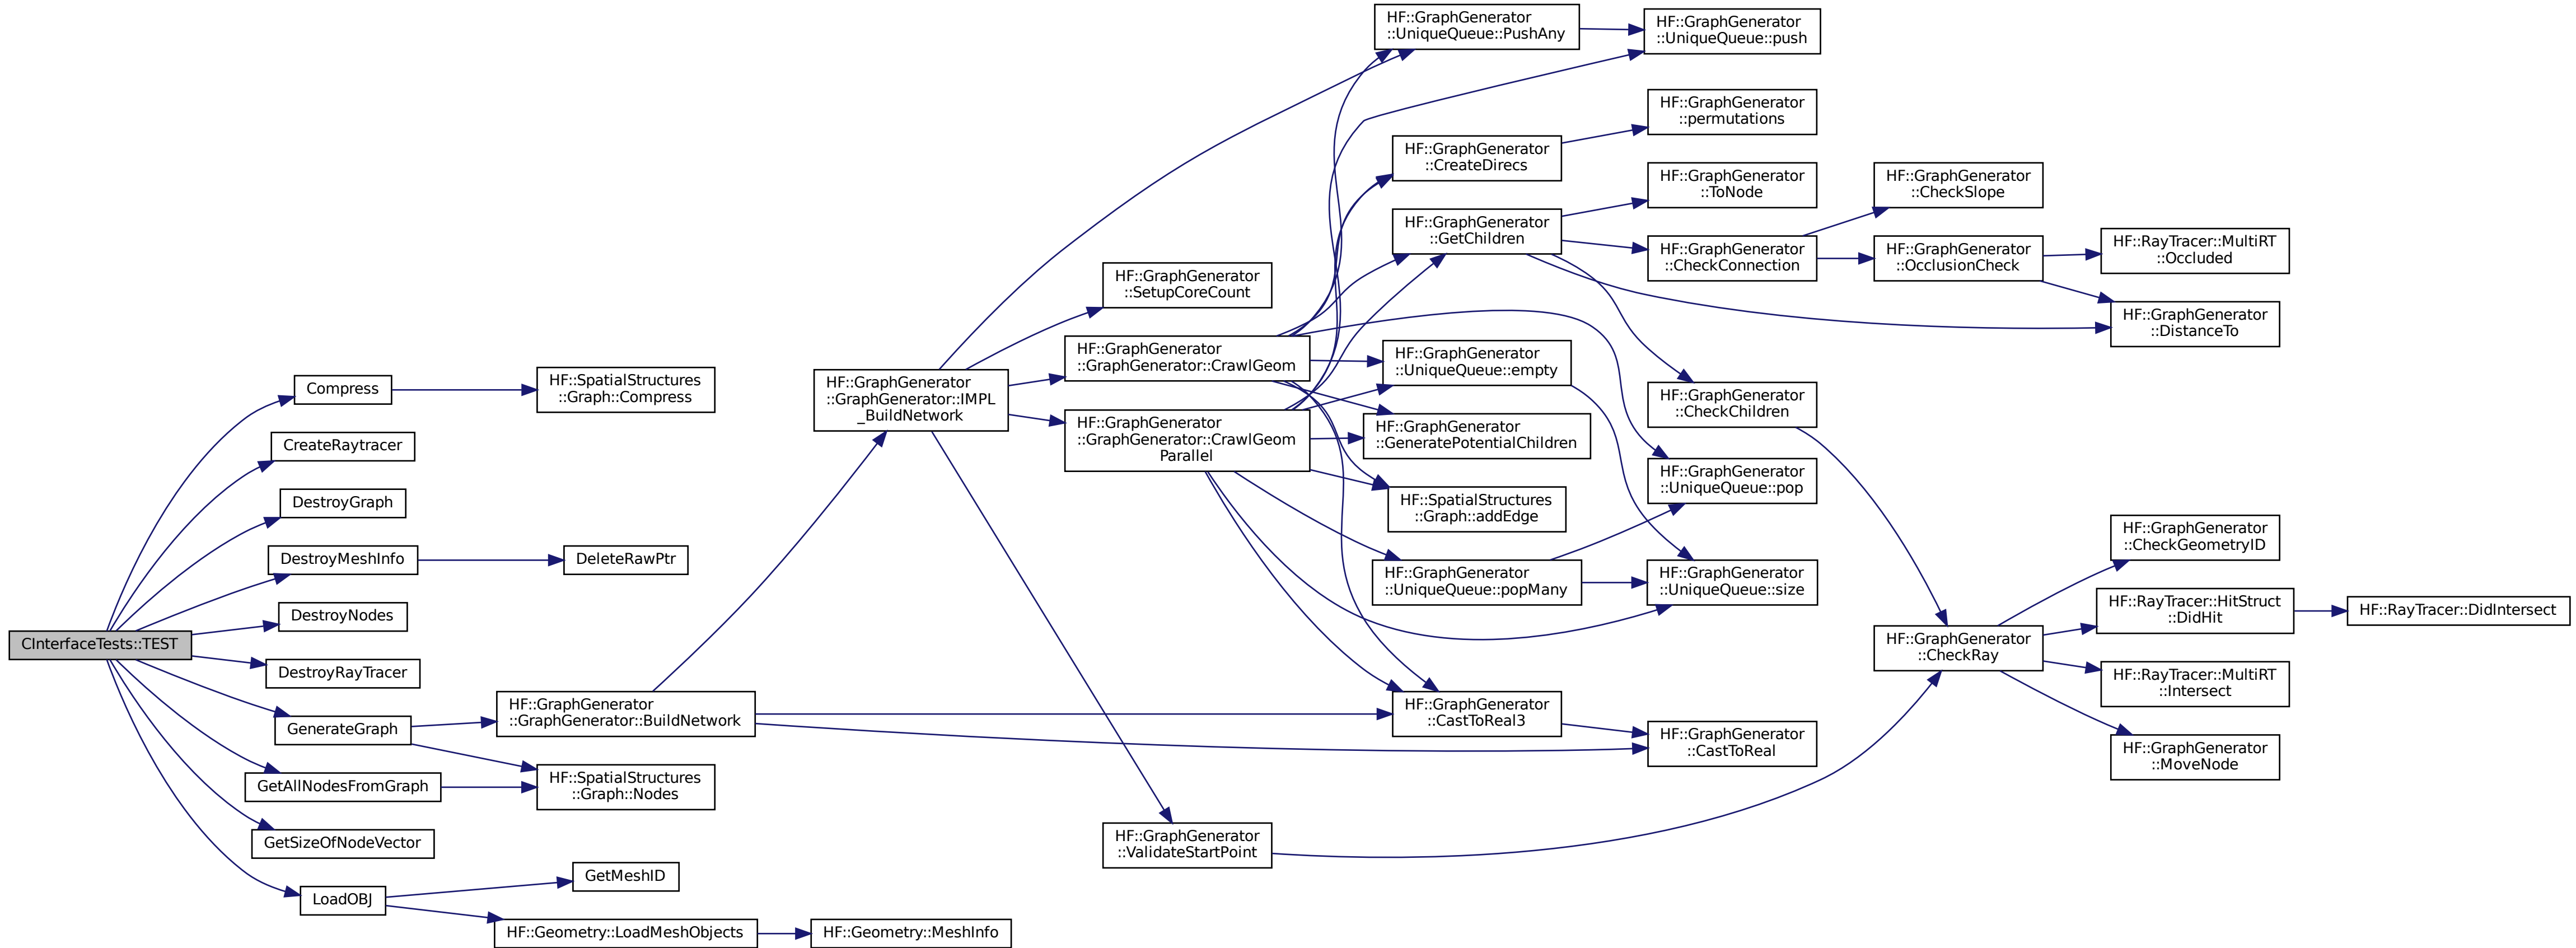 CInterfaceTests::TEST
Compress
CreateRaytracer
DestroyGraph
DestroyMeshInfo
DestroyNodes
DestroyRayTracer
GenerateGraph
GetAllNodesFromGraph
GetSizeOfNodeVector
LoadOBJ
HF::SpatialStructures
::Graph::Compress
DeleteRawPtr
HF::GraphGenerator
::GraphGenerator::BuildNetwork
HF::SpatialStructures
::Graph::Nodes
GetMeshID
HF::Geometry::LoadMeshObjects
HF::GraphGenerator
::GraphGenerator::IMPL
_BuildNetwork
HF::Geometry::MeshInfo
HF::GraphGenerator
::SetupCoreCount
HF::GraphGenerator
::GraphGenerator::CrawlGeom
HF::GraphGenerator
::GraphGenerator::CrawlGeom
Parallel
HF::GraphGenerator
::ValidateStartPoint
HF::GraphGenerator
::UniqueQueue::PushAny
HF::GraphGenerator
::CreateDirecs
HF::GraphGenerator
::GetChildren
HF::GraphGenerator
::UniqueQueue::empty
HF::GraphGenerator
::GeneratePotentialChildren
HF::SpatialStructures
::Graph::addEdge
HF::GraphGenerator
::UniqueQueue::popMany
HF::GraphGenerator
::CastToReal3
HF::GraphGenerator
::UniqueQueue::push
HF::GraphGenerator
::permutations
HF::GraphGenerator
::ToNode
HF::GraphGenerator
::CheckConnection
HF::GraphGenerator
::CheckChildren
HF::GraphGenerator
::UniqueQueue::pop
HF::GraphGenerator
::UniqueQueue::size
HF::GraphGenerator
::CastToReal
HF::GraphGenerator
::CheckSlope
HF::GraphGenerator
::OcclusionCheck
HF::GraphGenerator
::CheckRay
HF::RayTracer::MultiRT
::Occluded
HF::GraphGenerator
::DistanceTo
HF::GraphGenerator
::CheckGeometryID
HF::RayTracer::HitStruct
::DidHit
HF::RayTracer::MultiRT
::Intersect
HF::GraphGenerator
::MoveNode
HF::RayTracer::DidIntersect